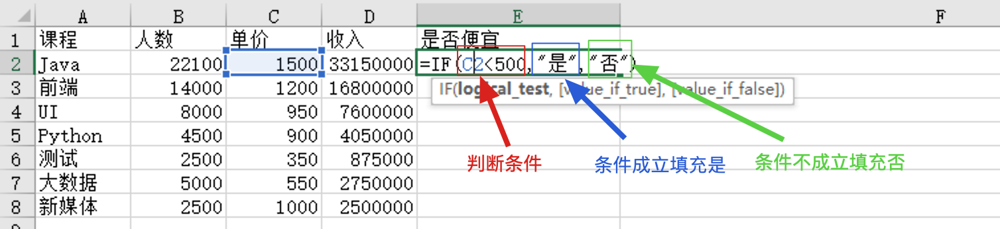 A B C D E F
1 课程 人数 单价 收入 是否便宜
2 Java 22100 1500 33150000 =IF(C2<500,"是","否")
3 前端 14000 1200 16800000 IF(logical_test, [value_if_true], [value_if_false])
4 UI 8000 950 7600000
5 Python 4500 900 4050000
6 测试 2500 350 875000 判断条件 条件成立填充是 条件不成立填充否
7 大数据 5000 550 2750000
8 新媒体 2500 1000 2500000